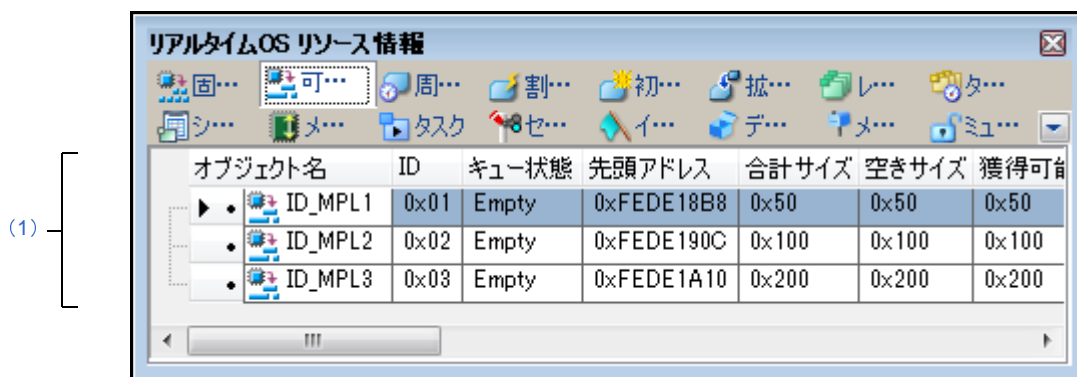 リアルタイムOS リソース情報
固… 可… 周… 割… 初… 拡… レ… タ…
シ… メ… タスク セ… イ… デ… メ… ミュ…
オブジェクト名 ID キュー状態 先頭アドレス 合計サイズ 空きサイズ 獲得可能
ID_MPL1 0x01 Empty 0xFEDE18B8 0x50 0x50 0x50
(1)
ID_MPL2 0x02 Empty 0xFEDE190C 0x100 0x100 0x100
ID_MPL3 0x03 Empty 0xFEDE1A10 0x200 0x200 0x200